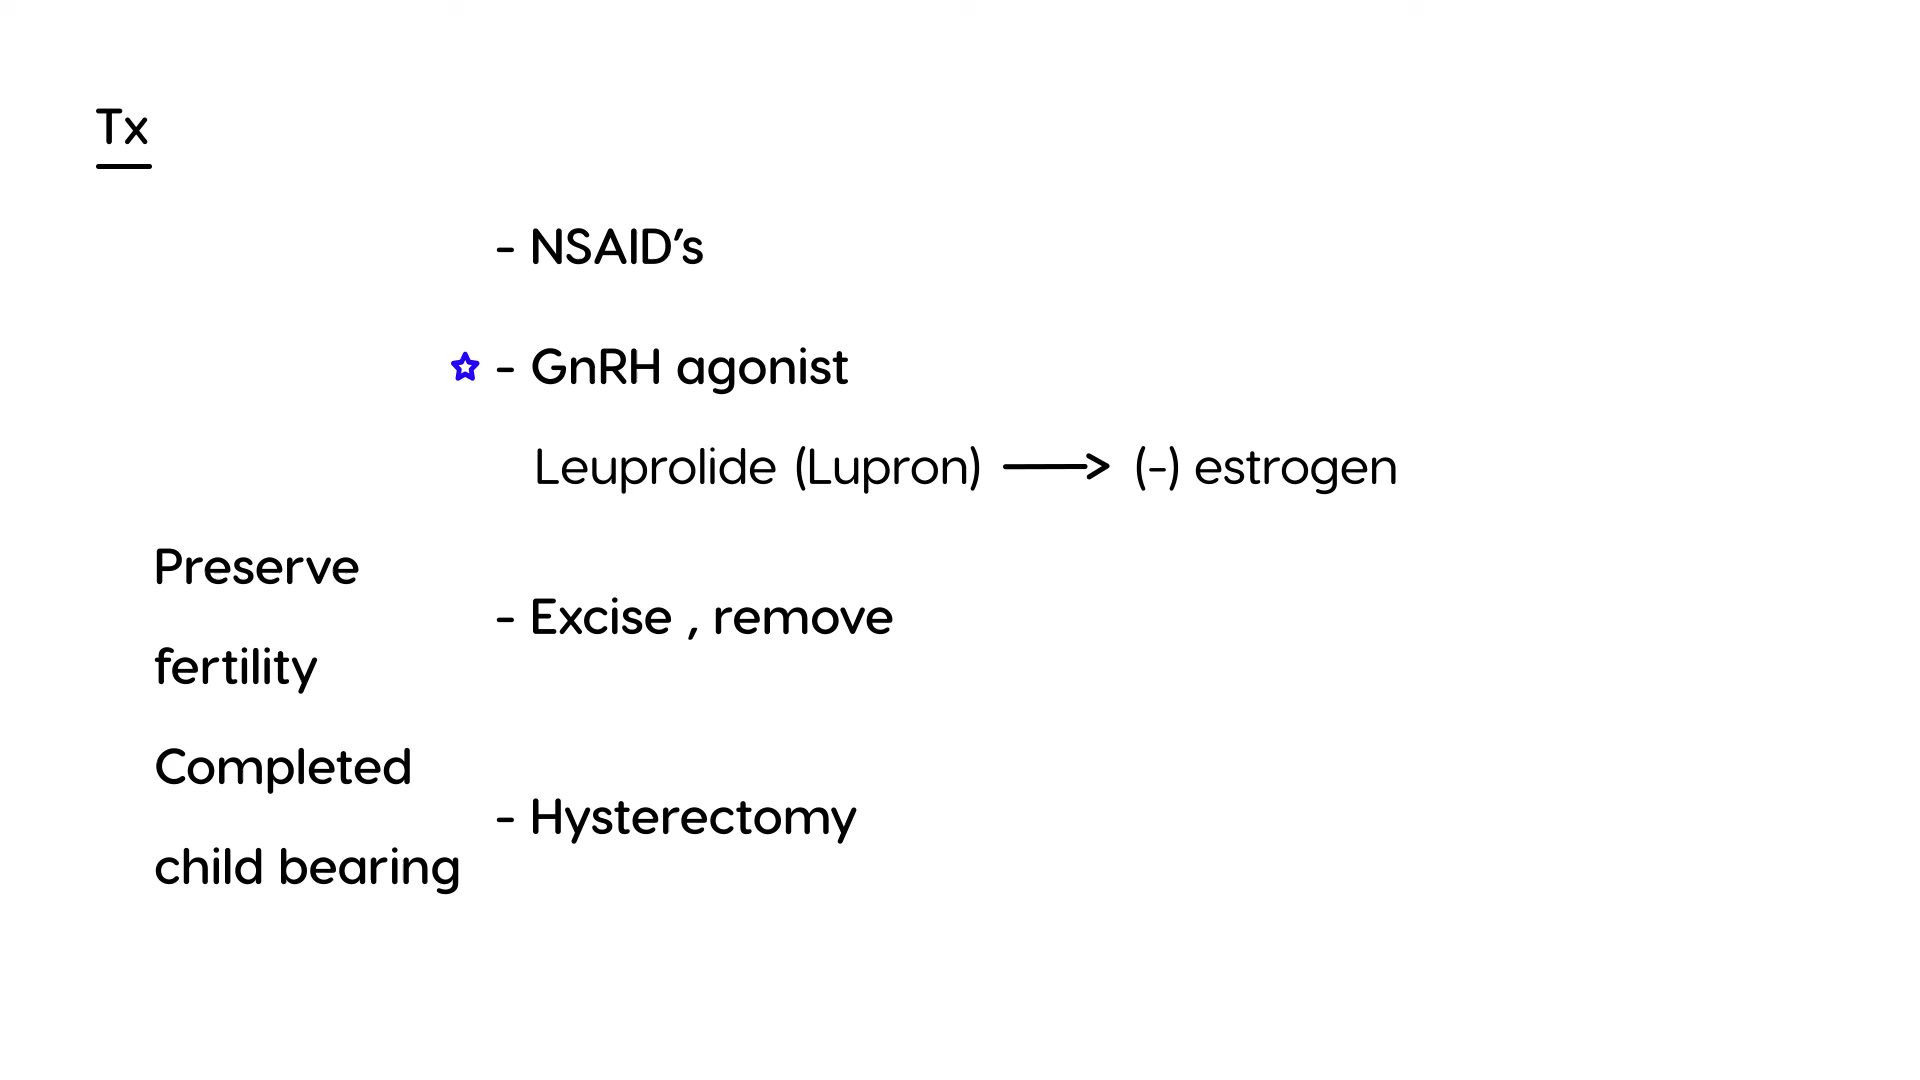 Tx
- NSAID’s
- GnRH agonist
Leuprolide (Lupron) ⟶ (-) estrogen
Preserve
fertility
- Excise , remove
Completed
child bearing
- Hysterectomy